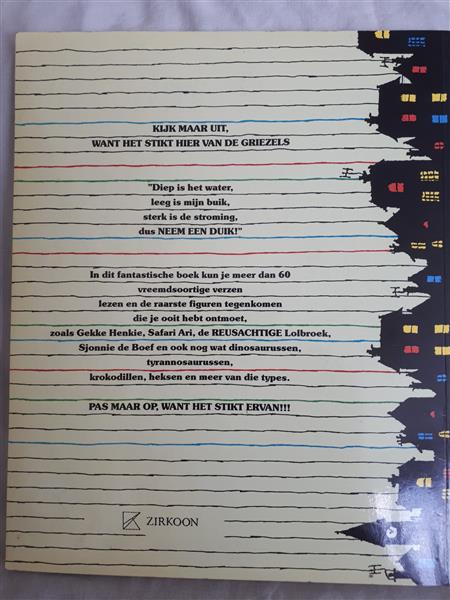 KIJK MAAR UIT,
WANT HET STIKT HIER VAN DE GRIEZELS
"Diep is het water,
leeg is mijn buik,
sterk is de stroming,
dus NEEM EEN DUIK!"
In dit fantastische boek kun je meer dan 60
vreemdsoortige verzen
lezen en de raarste figuren tegenkomen
die je ooit hebt ontmoet,
zoals Gekke Henkie, Safari Ari, de REUSACHTIGE Lolbroek,
Sjonnie de Boef en ook nog wat dinosaurussen,
tyrannosaurussen,
krokodillen, heksen en meer van die types.
PAS MAAR OP, WANT HET STIKT ERVAN!!!
ZIRKOON